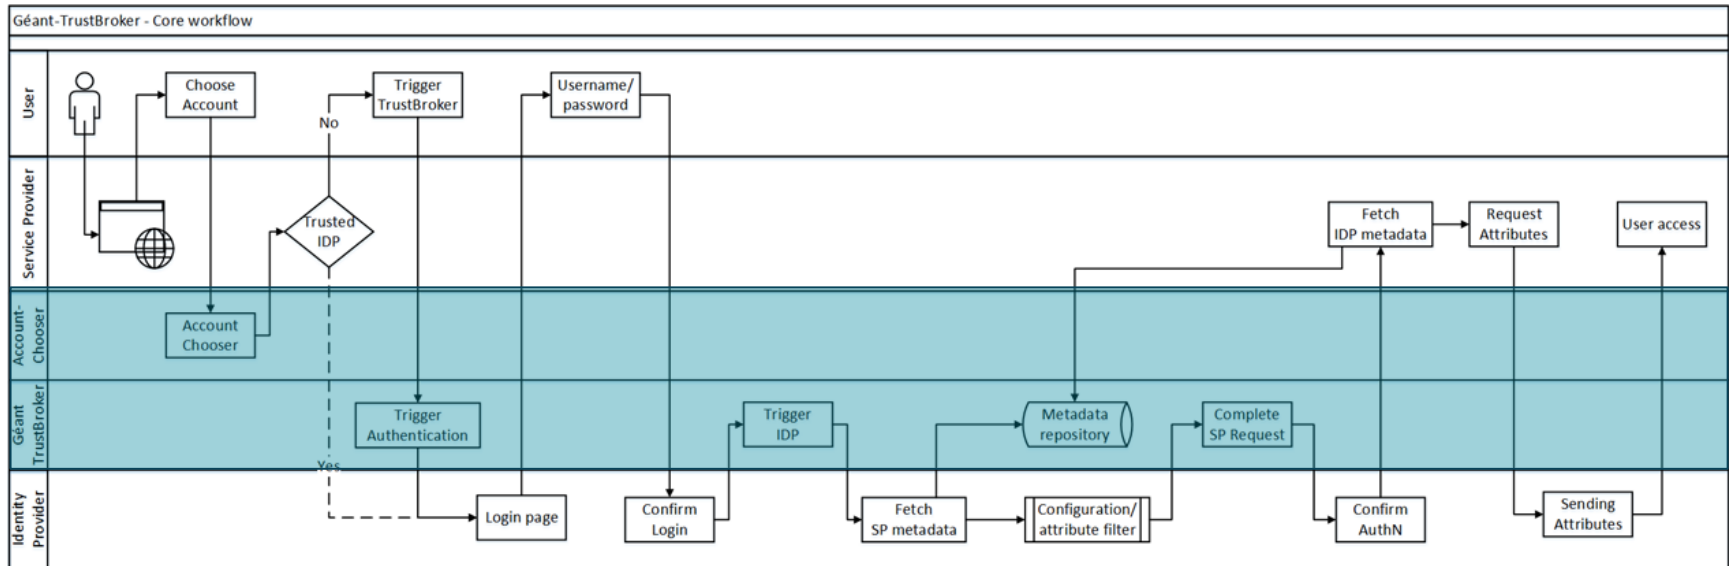 Géant-TrustBroker - Core workflow
User
Choose
Account
Trigger
TrustBroker
Username/
password
No
Service Provider
Trusted
IDP
Fetch
IDP metadata
Request
Attributes
User access
Account-
Chooser
Account
Chooser
Géant
TrustBroker
Trigger
Authentication
Trigger
IDP
Metadata
repository
Complete
SP Request
Yes
Identity
Provider
Login page
Confirm
Login
Fetch
SP metadata
Configuration/
attribute filter
Confirm
AuthN
Sending
Attributes